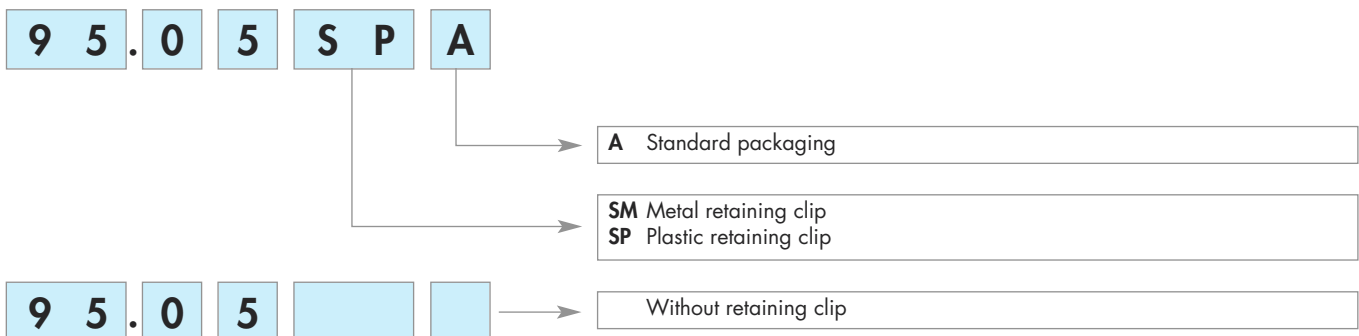 9 5 . 0 5 S P A
A Standard packaging
SM Metal retaining clip
SP Plastic retaining clip
9 5 . 0 5
Without retaining clip